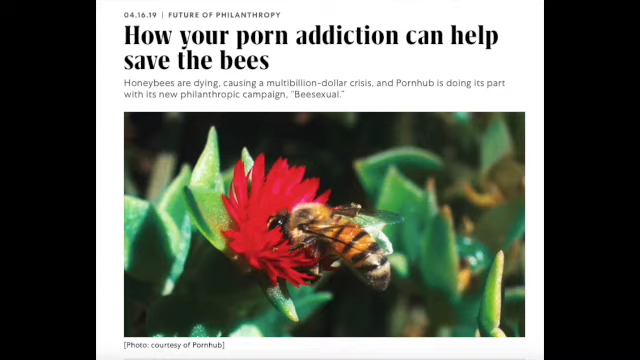 04.16.19 | FUTURE OF PHILANTHROPY
How your porn addiction can help
save the bees
Honeybees are dying, causing a multibillion-dollar crisis, and Pornhub is doing its part
with its new philanthropic campaign, “Beesexual.”
[Photo: courtesy of Pornhub]